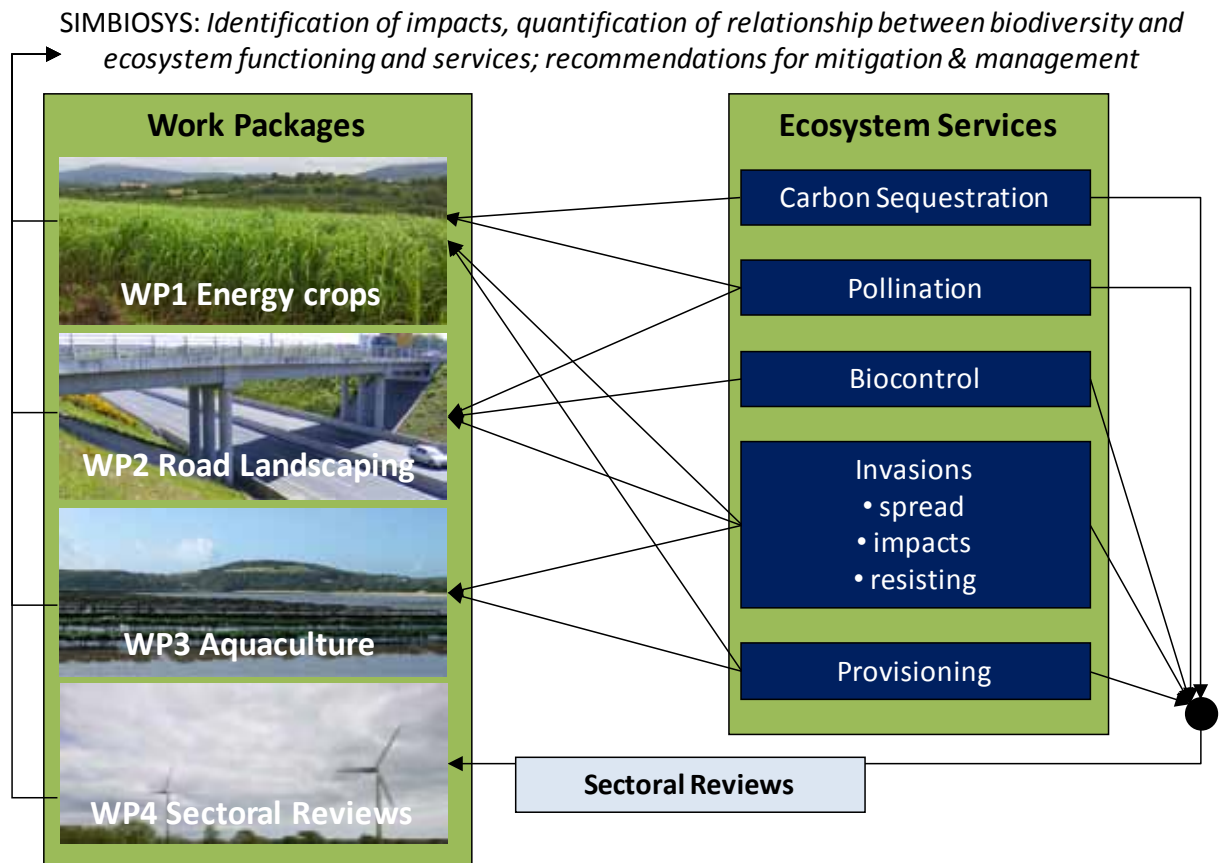 SIMBIOSYS: Identification of impacts, quantification of relationship between biodiversity and
ecosystem functioning and services; recommendations for mitigation & management
Work Packages
WP1 Energy crops
WP2 Road Landscaping
WP3 Aquaculture
WP4 Sectoral Reviews
Ecosystem Services
Carbon Sequestration
Pollination
Biocontrol
Invasions
• spread
• impacts
• resisting
Provisioning
Sectoral Reviews